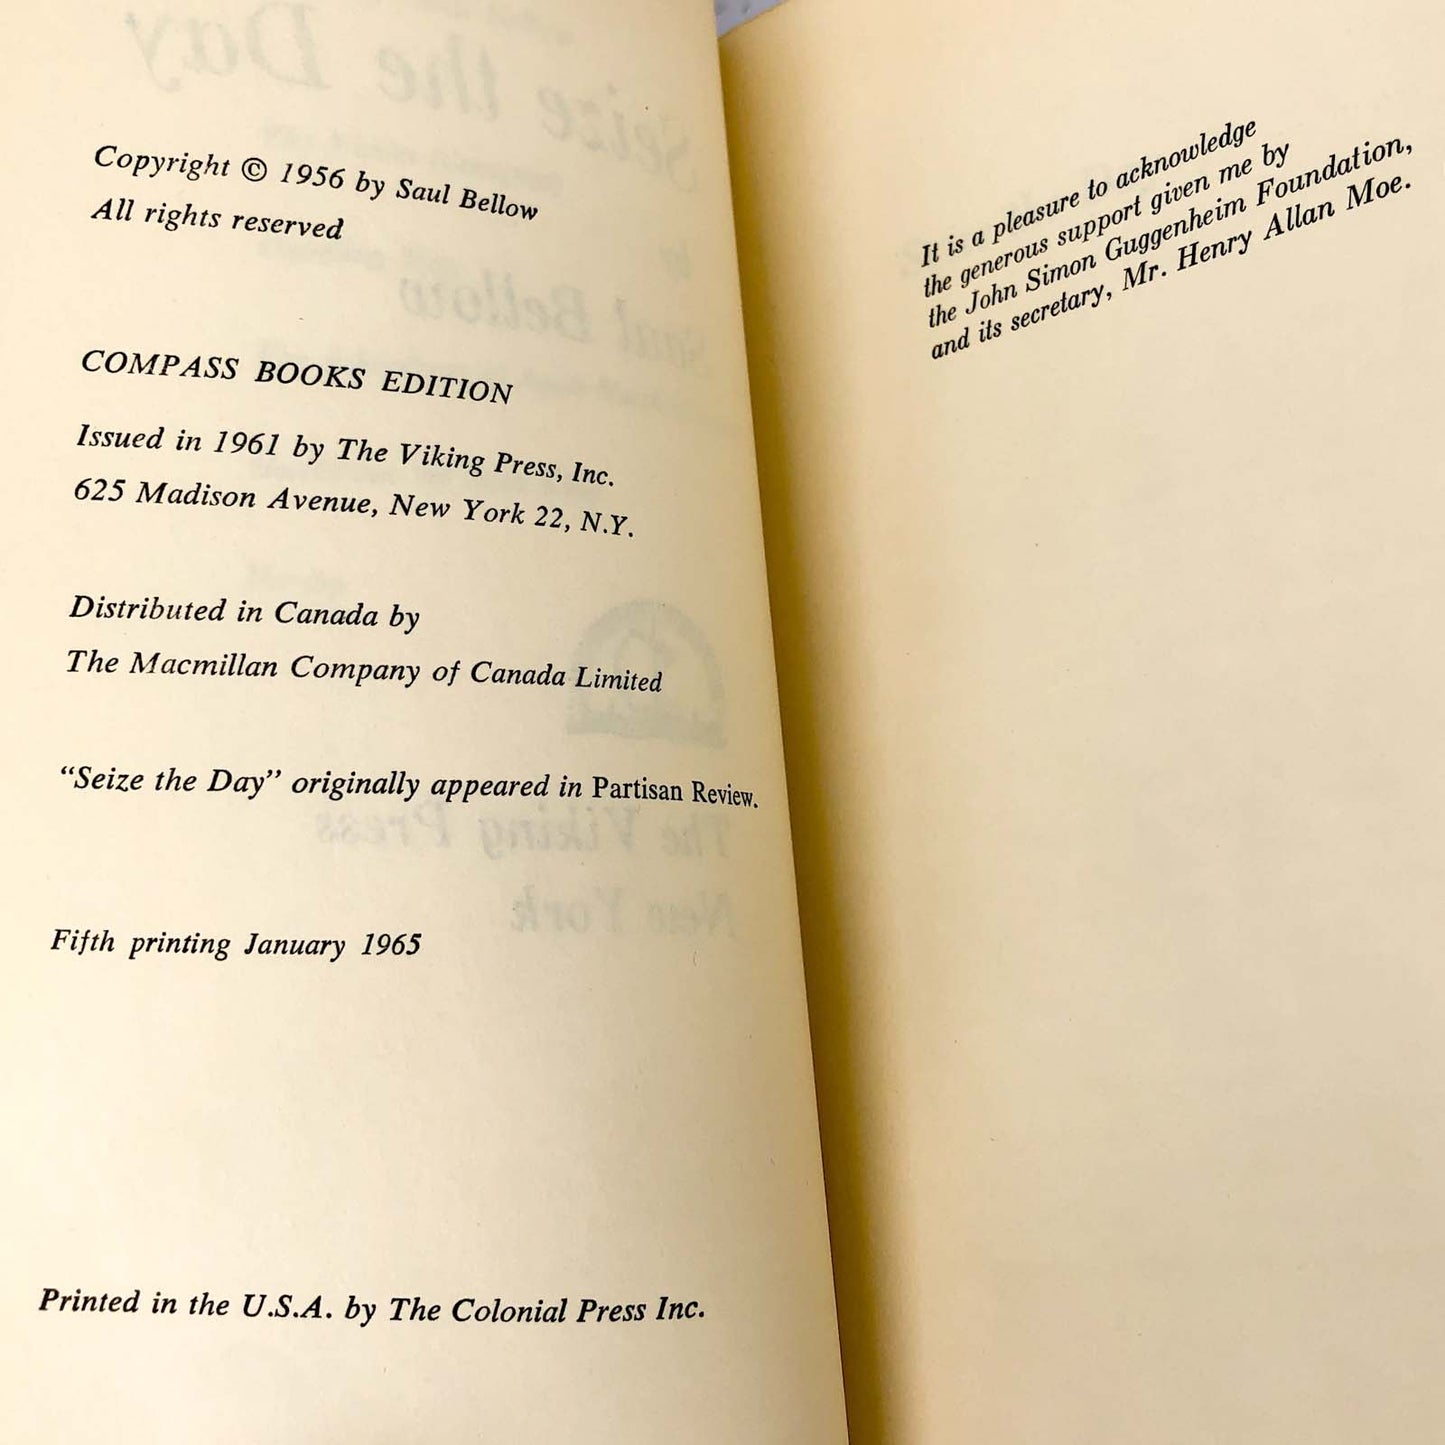 Copyright © 1956 by Saul Bellow
All rights reserved
COMPASS BOOKS EDITION
Issued in 1961 by The Viking Press, Inc.
625 Madison Avenue, New York 22, N.Y.
Distributed in Canada by
The Macmillan Company of Canada Limited
“Seize the Day” originally appeared in Partisan Review.
Fifth printing January 1965
Printed in the U.S.A. by The Colonial Press Inc.
It is a pleasure to acknowledge
the generous support given me by
the John Simon Guggenheim Foundation,
and its secretary, Mr. Henry Allan Moe.